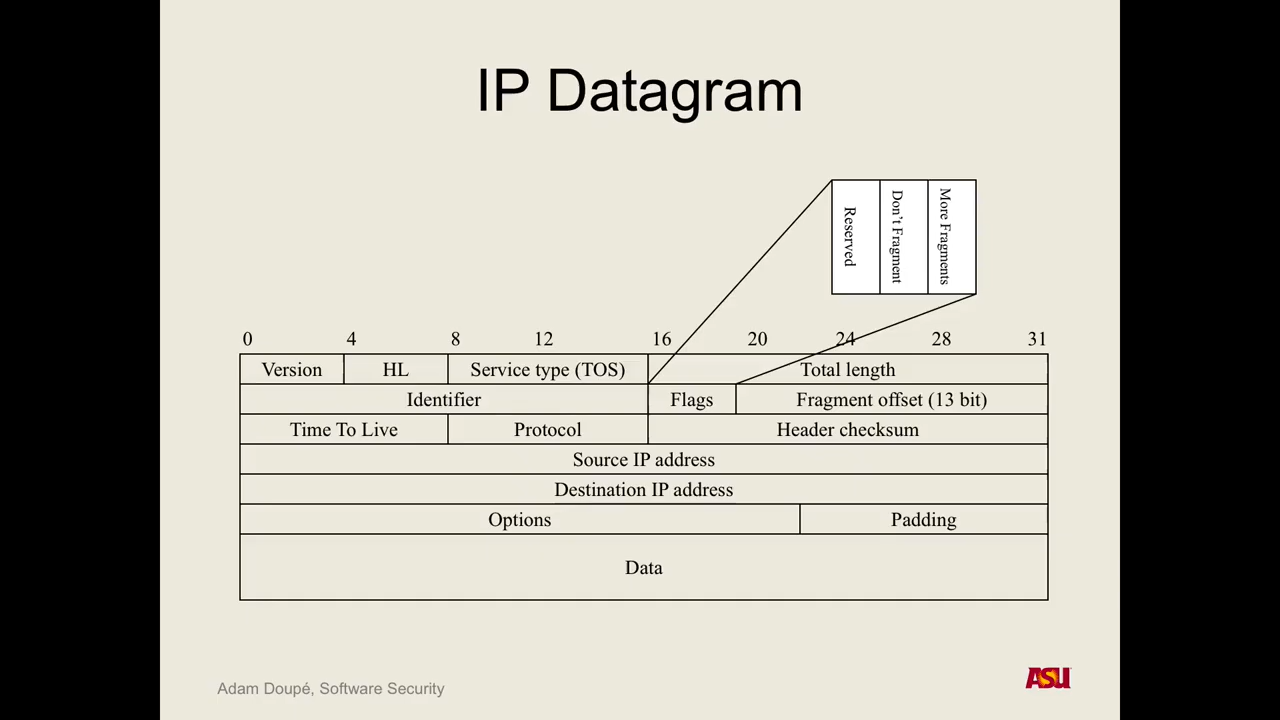 IP Datagram
Reserved
Don't Fragment
More Fragments
0 4 8 12 16 20 24 28 31
Version HL Service type (TOS) Total length
Identifier Flags Fragment offset (13 bit)
Time To Live Protocol Header checksum
Source IP address
Destination IP address
Options Padding
Data
Adam Doupé, Software Security
ASU